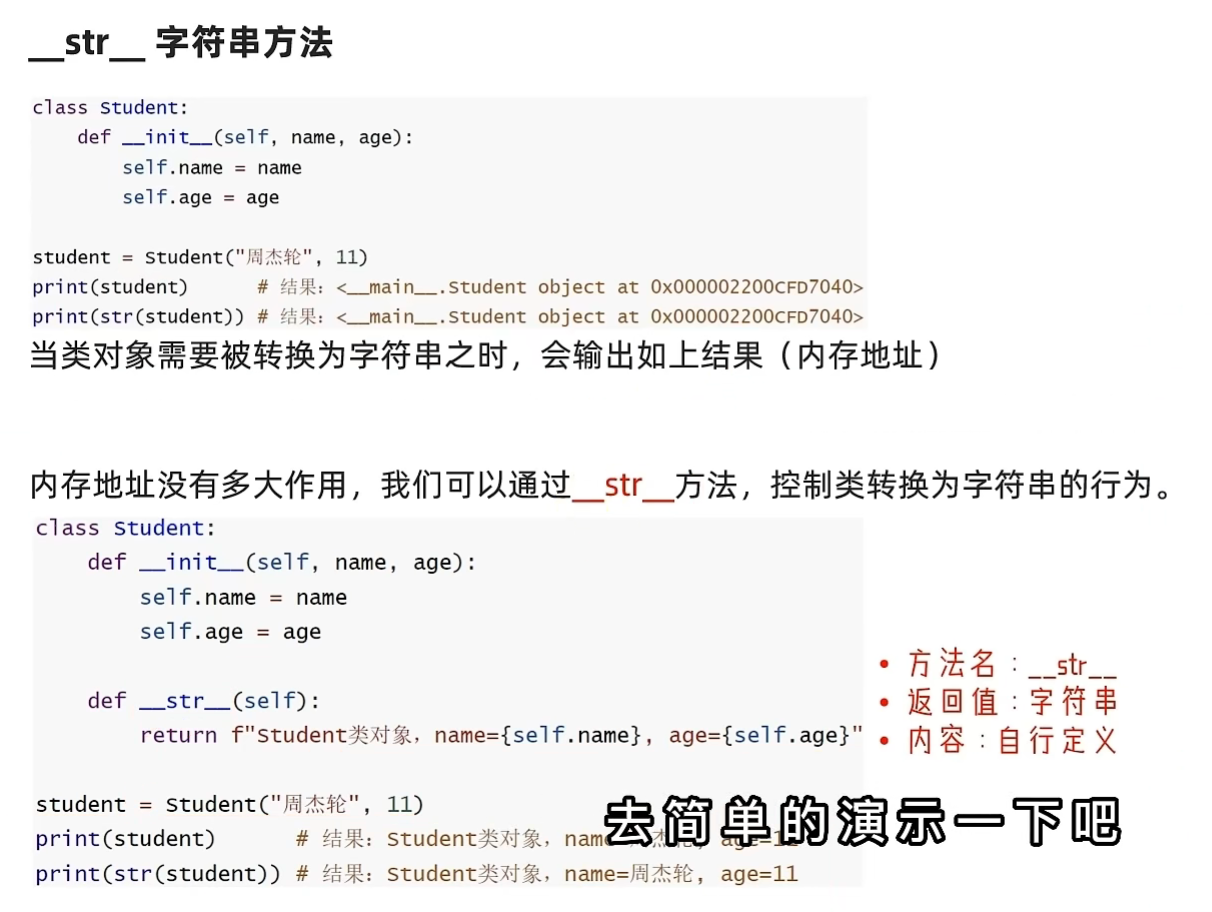 __str__ 字符串方法
class Student:
    def __init__(self, name, age):
        self.name = name
        self.age = age
student = Student("周杰轮", 11)
print(student)      # 结果：<__main__.Student object at 0x000002200CFD7040>
print(str(student)) # 结果：<__main__.Student object at 0x000002200CFD7040>
当类对象需要被转换为字符串之时，会输出如上结果（内存地址）
内存地址没有多大作用，我们可以通过__str__方法，控制类转换为字符串的行为。
class Student:
    def __init__(self, name, age):
        self.name = name
        self.age = age
    def __str__(self):
        return f"Student类对象，name={self.name}, age={self.age}"
• 方法名：__str__
• 返回值：字符串
• 内容：自行定义
student = Student("周杰轮", 11)
print(student)      # 结果：Student类对象，name=周杰轮, age=11
print(str(student)) # 结果：Student类对象，name=周杰轮, age=11
去简单的演示一下吧